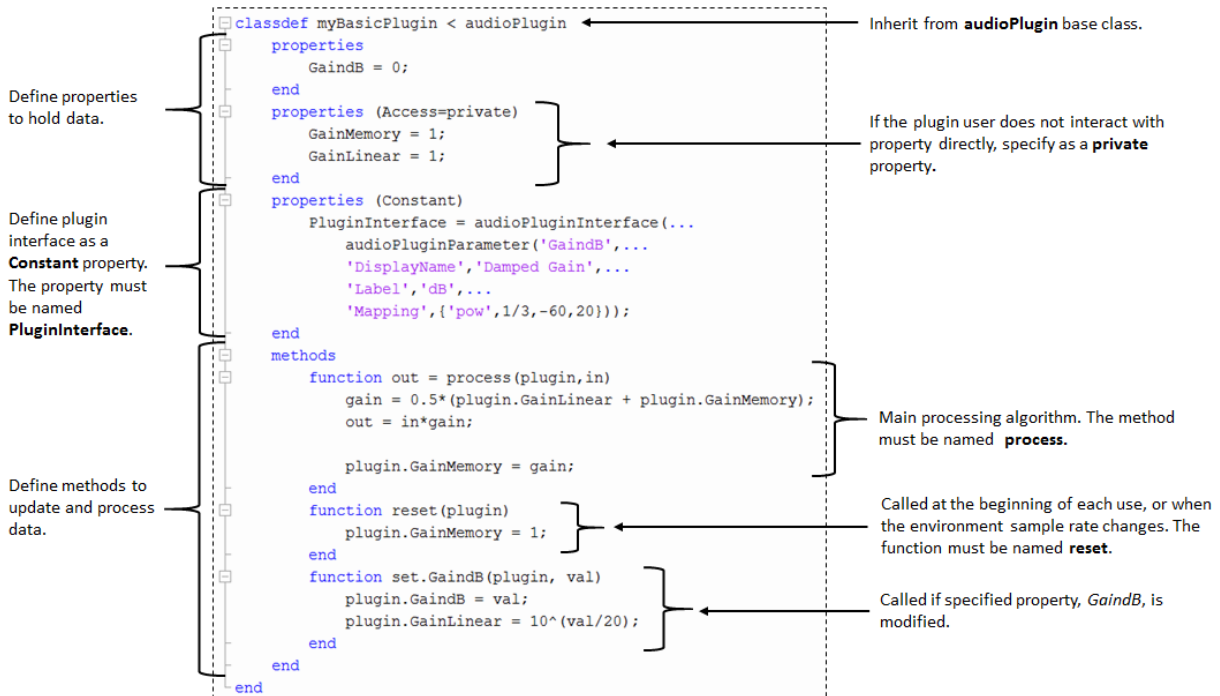 classdef myBasicPlugin < audioPlugin
properties
GaindB = 0;
end
properties (Access=private)
GainMemory = 1;
GainLinear = 1;
end
properties (Constant)
PluginInterface = audioPluginInterface(...
audioPluginParameter('GaindB',...
'DisplayName','Damped Gain',...
'Label','dB',...
'Mapping',{'pow',1/3,-60,20}));
end
methods
function out = process(plugin,in)
gain = 0.5*(plugin.GainLinear + plugin.GainMemory);
out = in*gain;
plugin.GainMemory = gain;
end
function reset(plugin)
plugin.GainMemory = 1;
end
function set.GaindB(plugin, val)
plugin.GaindB = val;
plugin.GainLinear = 10^(val/20);
end
end
end
Define properties
to hold data.
Define plugin
interface as a
Constant property.
The property must
be named
PluginInterface.
Define methods to
update and process
data.
Inherit from audioPlugin base class.
If the plugin user does not interact with
property directly, specify as a private
property.
Main processing algorithm. The method
must be named process.
Called at the beginning of each use, or when
the environment sample rate changes. The
function must be named reset.
Called if specified property, GaindB, is
modified.